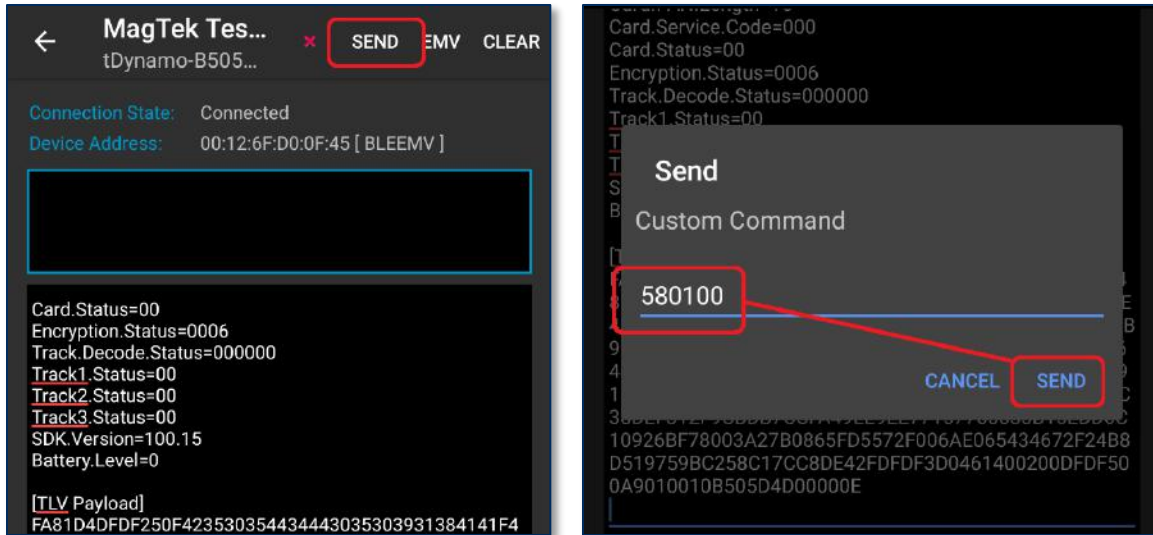 MagTek Tes...
tDynamo-B505...
× SEND EMV CLEAR
Connection State: Connected
Device Address: 00:12:6F:D0:0F:45 [ BLEEMV ]
Card.Status=00
Encryption.Status=0006
Track.Decode.Status=000000
Track1.Status=00
Track2.Status=00
Track3.Status=00
SDK.Version=100.15
Battery.Level=0
[TLV Payload]
FA81D4DFDF250F423530354434443035303931384141F4
Card.Service.Code=000
Card.Status=00
Encryption.Status=0006
Track.Decode.Status=000000
Track1.Status=00
Send
Custom Command
580100
CANCEL SEND
10926BF78003A27B0865FD5572F006AE065434672F24B8
D519759BC258C17CC8DE42FDFDF3D0461400200DFDF50
0A9010010B505D4D00000E